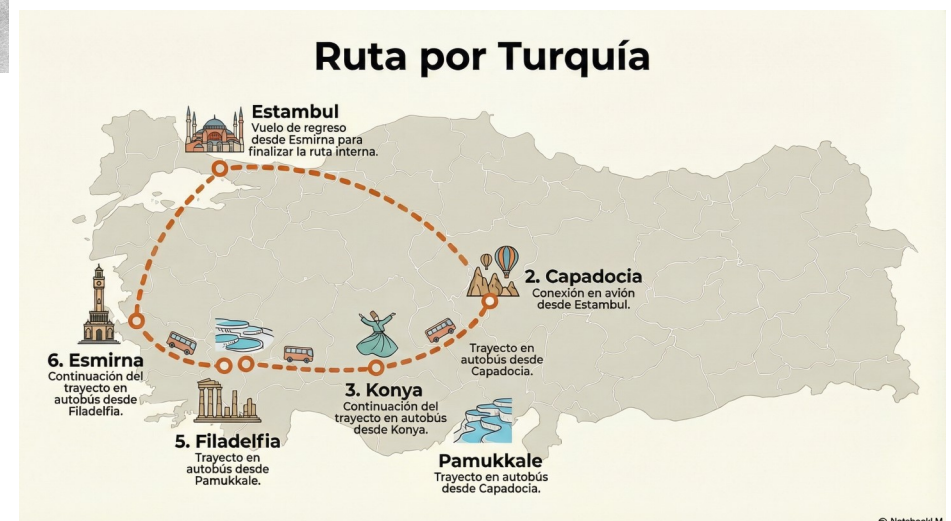 Ruta por Turquía
Estambul
Vuelo de regreso
desde Esmirna para
finalizar la ruta interna.
2. Capadocia
Conexión en avión
desde Estambul.
Trayecto en
autobús desde
Capadocia.
3. Konya
Continuación del
trayecto en autobús
desde Konya.
Pamukkale
Trayecto en autobús
desde Capadocia.
5. Filadelfia
Trayecto en
autobús desde
Pamukkale.
6. Esmirna
Continuación del
trayecto en
autobús desde
Filadelfia.
NotebookLM